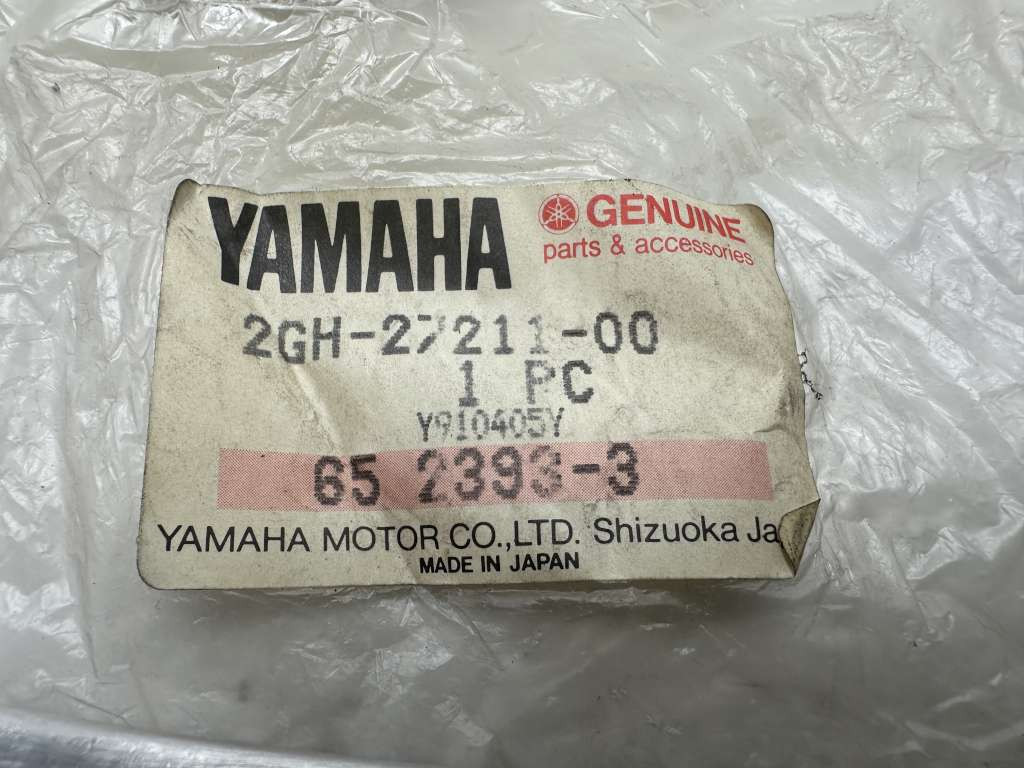 YAMAHA GENUINE
parts & accessories
2GH-27211-00
1 PC
Y910405Y
65 2393-3
YAMAHA MOTOR CO.,LTD. Shizuoka Ja
MADE IN JAPAN